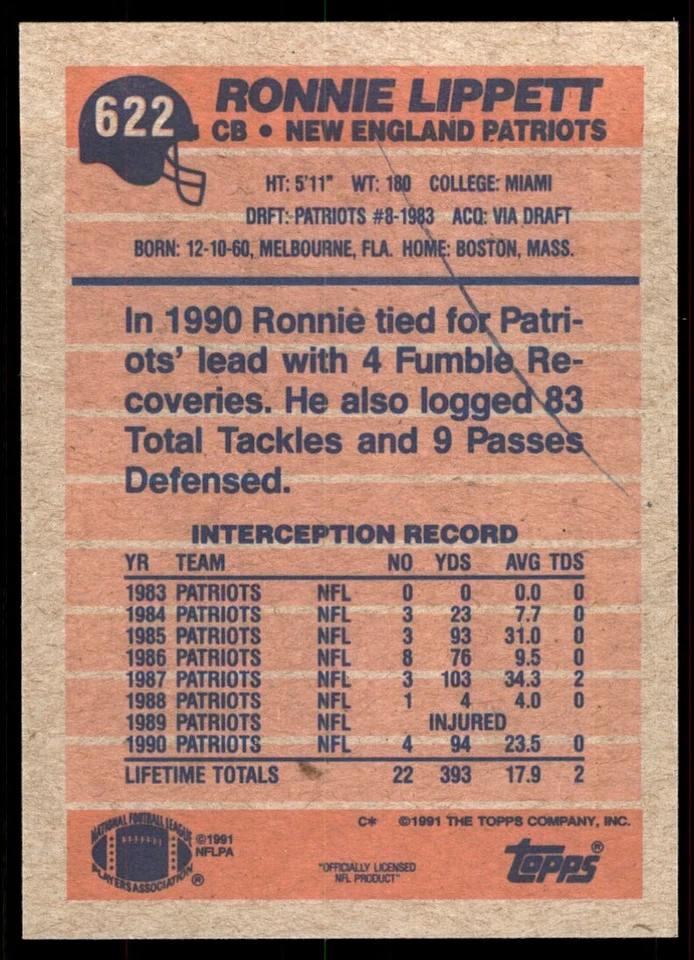 622
RONNIE LIPPETT
CB • NEW ENGLAND PATRIOTS
HT: 5'11" WT: 180 COLLEGE: MIAMI
DRFT: PATRIOTS #8-1983 ACQ: VIA DRAFT
BORN: 12-10-60, MELBOURNE, FLA. HOME: BOSTON, MASS.
In 1990 Ronnie tied for Patri-
ots' lead with 4 Fumble Re-
coveries. He also logged 83
Total Tackles and 9 Passes
Defensed.
INTERCEPTION RECORD
YR TEAM NO YDS AVG TDS
1983 PATRIOTS NFL 0 0 0.0 0
1984 PATRIOTS NFL 3 23 7.7 0
1985 PATRIOTS NFL 3 93 31.0 0
1986 PATRIOTS NFL 8 76 9.5 0
1987 PATRIOTS NFL 3 103 34.3 2
1988 PATRIOTS NFL 1 4 4.0 0
1989 PATRIOTS NFL INJURED
1990 PATRIOTS NFL 4 94 23.5 0
LIFETIME TOTALS 22 393 17.9 2
NATIONAL FOOTBALL LEAGUE
PLAYERS ASSOCIATION ®
©1991
NFLPA
C* ©1991 THE TOPPS COMPANY, INC.
"OFFICIALLY LICENSED
NFL PRODUCT"
topps ®